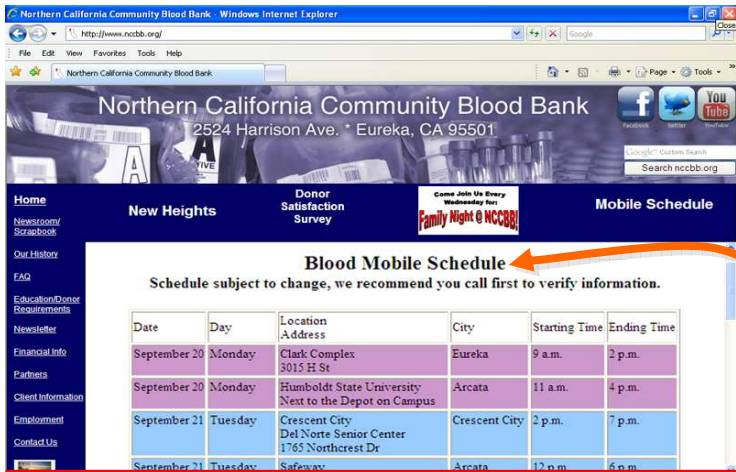 Northern California Community Blood Bank - Windows Internet Explorer
Close
http://www.nccbb.org/
Google
File Edit View Favorites Tools Help
Northern California Community Blood Bank
Page Tools
Northern California Community Blood Bank
2524 Harrison Ave. * Eureka, CA 95501
You Tube
Facebook twitter YouTube
Google Custom Search
Search nccbb.org
Home
Newsroom/
Scrapbook
Our History
FAQ
Education/Donor
Requirements
Newsletter
Financial Info
Partners
Client Information
Employment
Contact Us
New Heights
Donor
Satisfaction
Survey
Come Join Us Every
Wednesday for:
Family Night @ NCCBB!
Mobile Schedule
Blood Mobile Schedule
Schedule subject to change, we recommend you call first to verify information.
Date Day Location City Starting Time Ending Time
Address
September 20 Monday Clark Complex Eureka 9 a.m. 2 p.m.
3015 H St
September 20 Monday Humboldt State University Arcata 11 a.m. 4 p.m.
Next to the Depot on Campus
September 21 Tuesday Crescent City Crescent City 2 p.m. 7 p.m.
Del Norte Senior Center
1765 Northcrest Dr
September 21 Tuesday Safeway Arcata 12 p.m. 6 p.m.